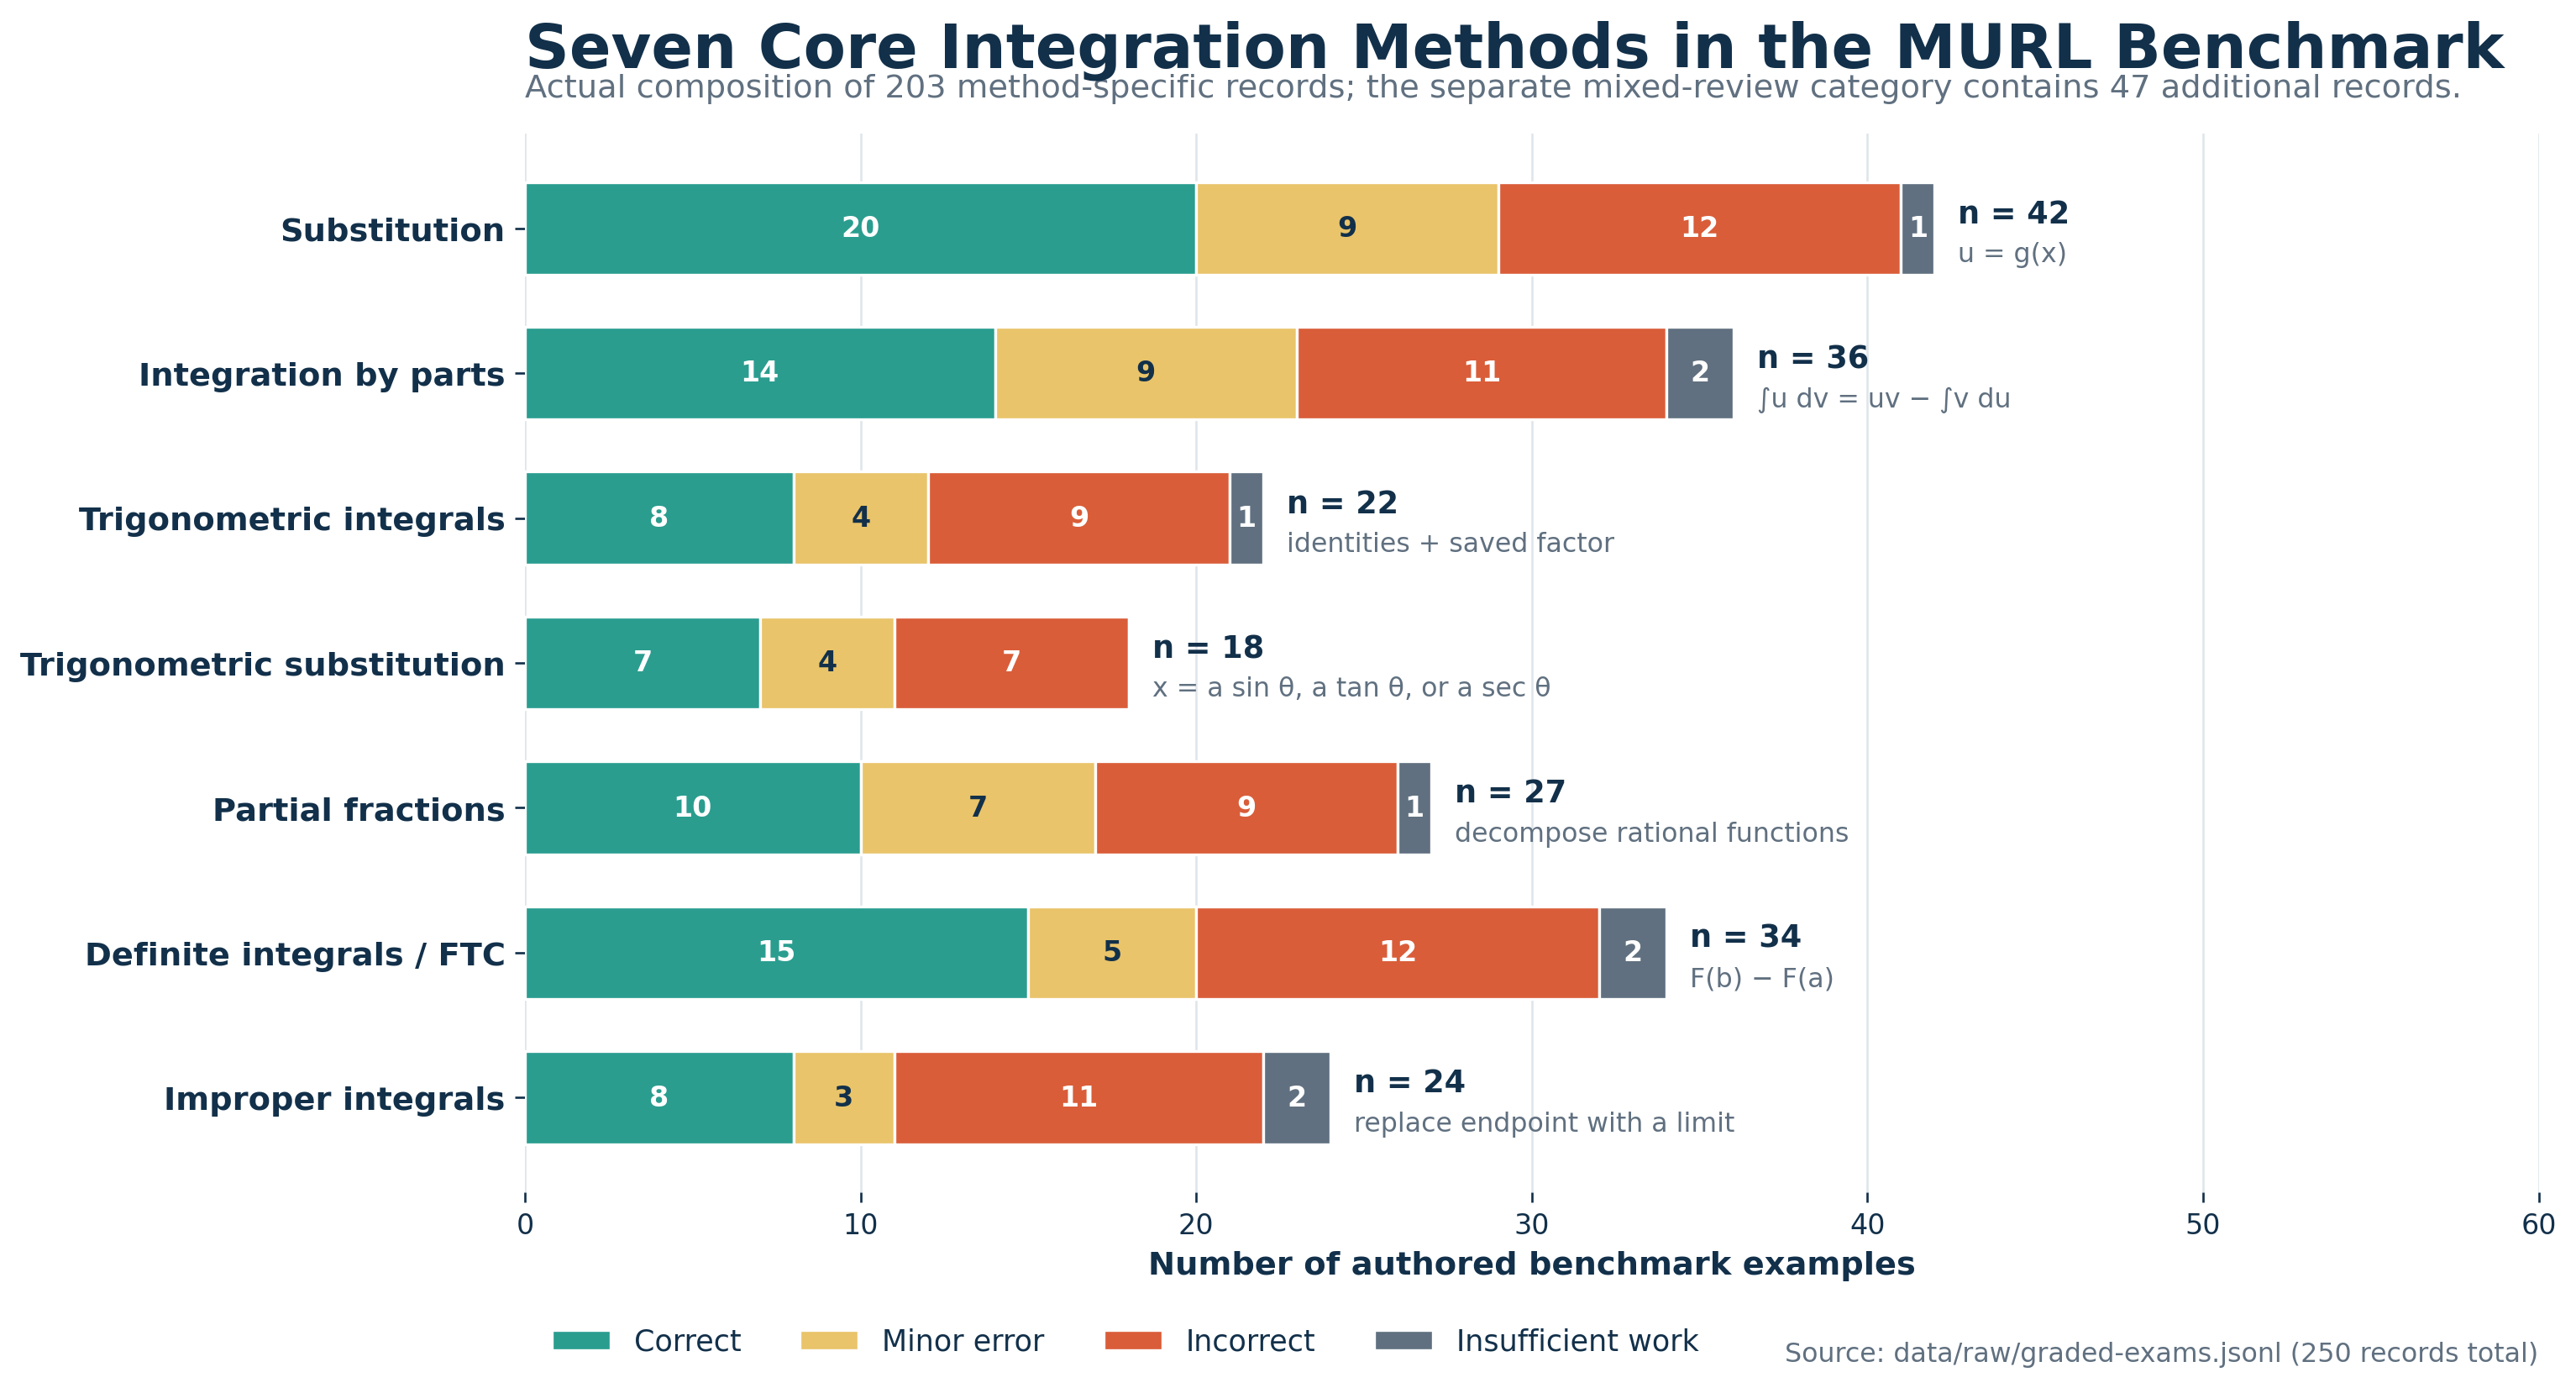 Seven Core Integration Methods in the MURL Benchmark
Actual composition of 203 method-specific records; the separate mixed-review category contains 47 additional records.
Substitution
20
9
12
1
n = 42
u = g(x)
Integration by parts
14
9
11
2
n = 36
∫u dv = uv − ∫v du
Trigonometric integrals
8
4
9
1
n = 22
identities + saved factor
Trigonometric substitution
7
4
7
n = 18
x = a sin θ, a tan θ, or a sec θ
Partial fractions
10
7
9
1
n = 27
decompose rational functions
Definite integrals / FTC
15
5
12
2
n = 34
F(b) − F(a)
Improper integrals
8
3
11
2
n = 24
replace endpoint with a limit
0 10 20 30 40 50 60
Number of authored benchmark examples
Correct Minor error Incorrect Insufficient work
Source: data/raw/graded-exams.jsonl (250 records total)